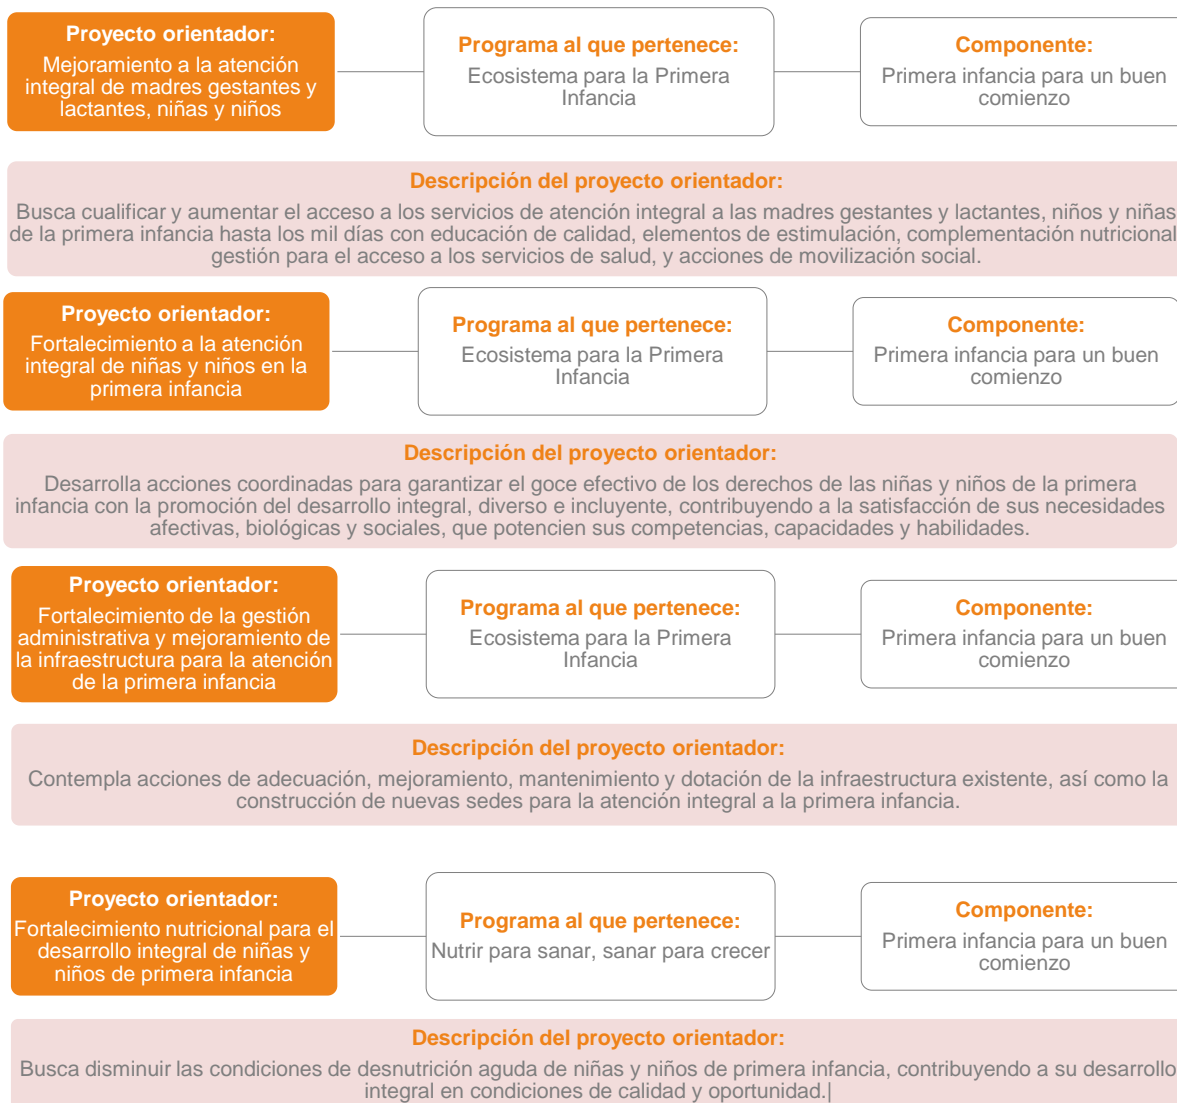 Proyecto orientador:
Mejoramiento a la atención
integral de madres gestantes y
lactantes, niñas y niños
Programa al que pertenece:
Ecosistema para la Primera
Infancia
Componente:
Primera infancia para un buen
comienzo
Descripción del proyecto orientador:
Busca cualificar y aumentar el acceso a los servicios de atención integral a las madres gestantes y lactantes, niños y niñas
de la primera infancia hasta los mil días con educación de calidad, elementos de estimulación, complementación nutricional
gestión para el acceso a los servicios de salud, y acciones de movilización social.
Proyecto orientador:
Fortalecimiento a la atención
integral de niñas y niños en la
primera infancia
Programa al que pertenece:
Ecosistema para la Primera
Infancia
Componente:
Primera infancia para un buen
comienzo
Descripción del proyecto orientador:
Desarrolla acciones coordinadas para garantizar el goce efectivo de los derechos de las niñas y niños de la primera
infancia con la promoción del desarrollo integral, diverso e incluyente, contribuyendo a la satisfacción de sus necesidades
afectivas, biológicas y sociales, que potencien sus competencias, capacidades y habilidades.
Proyecto orientador:
Fortalecimiento de la gestión
administrativa y mejoramiento de
la infraestructura para la atención
de la primera infancia
Programa al que pertenece:
Ecosistema para la Primera
Infancia
Componente:
Primera infancia para un buen
comienzo
Descripción del proyecto orientador:
Contempla acciones de adecuación, mejoramiento, mantenimiento y dotación de la infraestructura existente, así como la
construcción de nuevas sedes para la atención integral a la primera infancia.
Proyecto orientador:
Fortalecimiento nutricional para el
desarrollo integral de niñas y
niños de primera infancia
Programa al que pertenece:
Nutrir para sanar, sanar para crecer
Componente:
Primera infancia para un buen
comienzo
Descripción del proyecto orientador:
Busca disminuir las condiciones de desnutrición aguda de niñas y niños de primera infancia, contribuyendo a su desarrollo
integral en condiciones de calidad y oportunidad.|